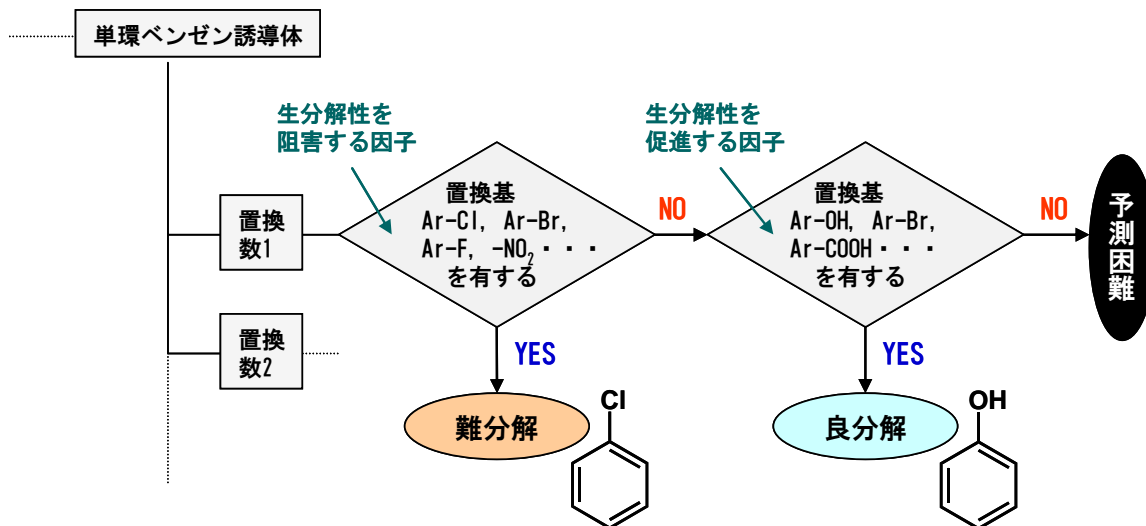 単環ベンゼン誘導体
生分解性を
阻害する因子
生分解性を
促進する因子
置換
数1
置換基
Ar-Cl, Ar-Br,
Ar-F, -NO₂・・・
を有する
NO
置換基
Ar-OH, Ar-Br,
Ar-COOH・・・
を有する
NO
予測困難
置換
数2
YES
YES
難分解
Cl
良分解
OH